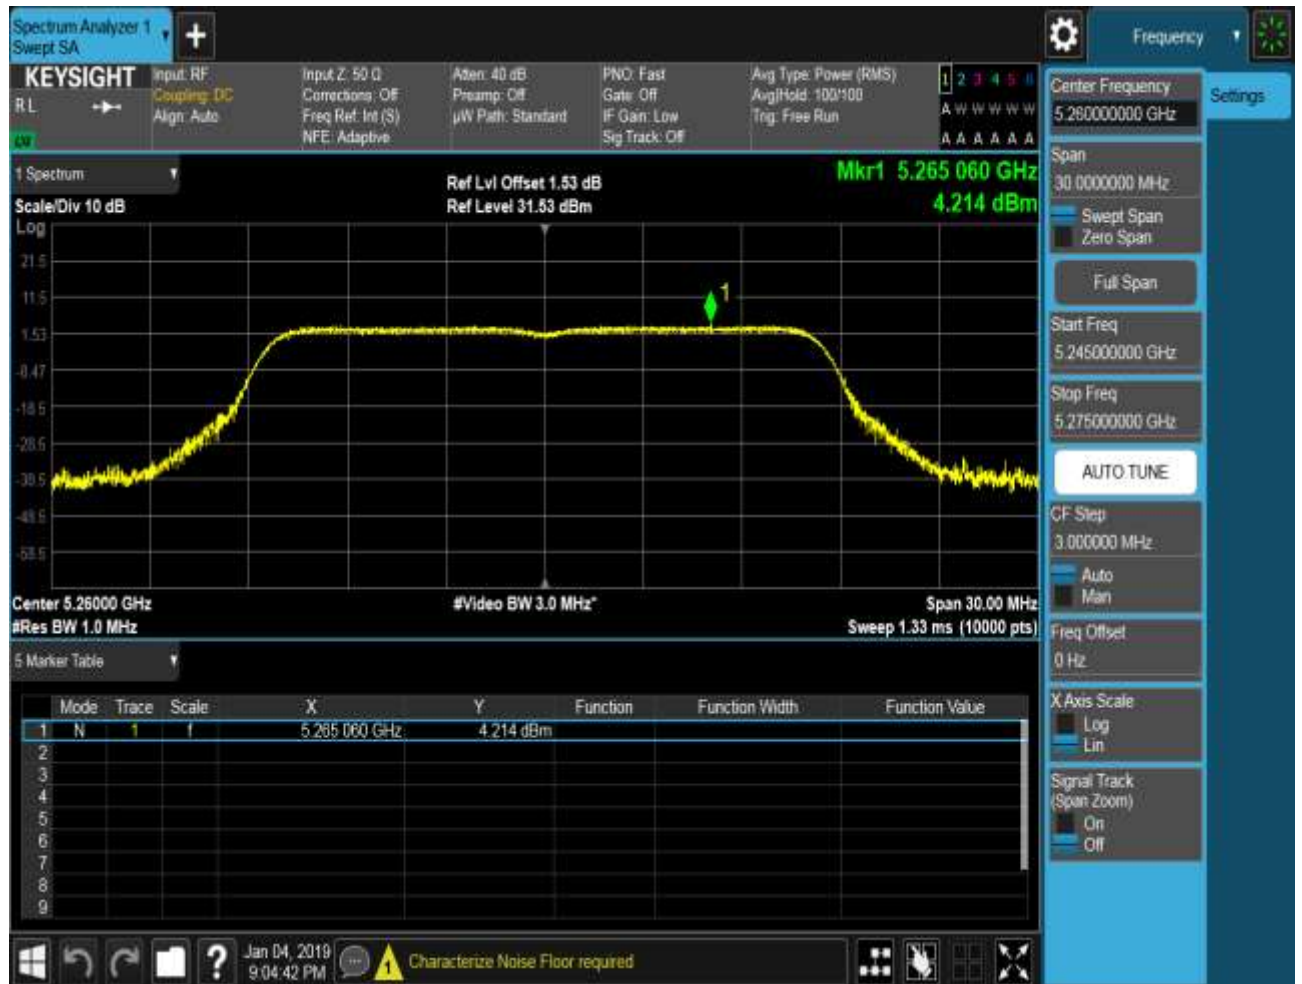 Spectrum Analyzer 1
Swept SA
+
Frequency
KEYSIGHT
R L
LXI
Input: RF
Coupling: DC
Align: Auto
Input Z: 50 Ω
Corrections: Off
Freq Ref: Int (S)
NFE: Adaptive
Atten: 40 dB
Preamp: Off
µW Path: Standard
PNO: Fast
Gate: Off
IF Gain: Low
Sig Track: Off
Avg Type: Power (RMS)
Avg|Hold: 100/100
Trig: Free Run
1 2 3 4 5 6
A W W W W W
A A A A A A
1 Spectrum
Scale/Div 10 dB
Ref Lvl Offset 1.53 dB
Ref Level 31.53 dBm
Mkr1 5.265 060 GHz
4.214 dBm
Log
21.5
11.5
1.53
-8.47
-18.5
-28.5
-38.5
-48.5
-58.5
1
Center 5.26000 GHz
#Res BW 1.0 MHz
#Video BW 3.0 MHz*
Span 30.00 MHz
Sweep 1.33 ms (10000 pts)
5 Marker Table
Mode Trace Scale X Y Function Function Width Function Value
1 N 1 f 5.265 060 GHz 4.214 dBm
2
3
4
5
6
7
8
9
Center Frequency
5.260000000 GHz
Settings
Span
30.0000000 MHz
Swept Span
Zero Span
Full Span
Start Freq
5.245000000 GHz
Stop Freq
5.275000000 GHz
AUTO TUNE
CF Step
3.000000 MHz
Auto
Man
Freq Offset
0 Hz
X Axis Scale
Log
Lin
Signal Track
(Span Zoom)
On
Off
?
Jan 04, 2019
9:04:42 PM
1
Characterize Noise Floor required